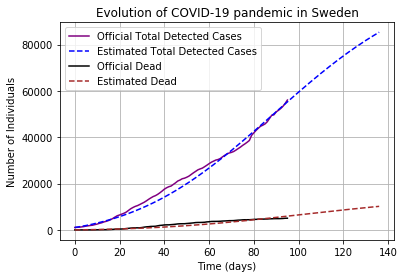 Evolution of COVID-19 pandemic in Sweden
Official Total Detected Cases
Estimated Total Detected Cases
Official Dead
Estimated Dead
Number of Individuals
80000
60000
40000
20000
0
0 20 40 60 80 100 120 140
Time (days)